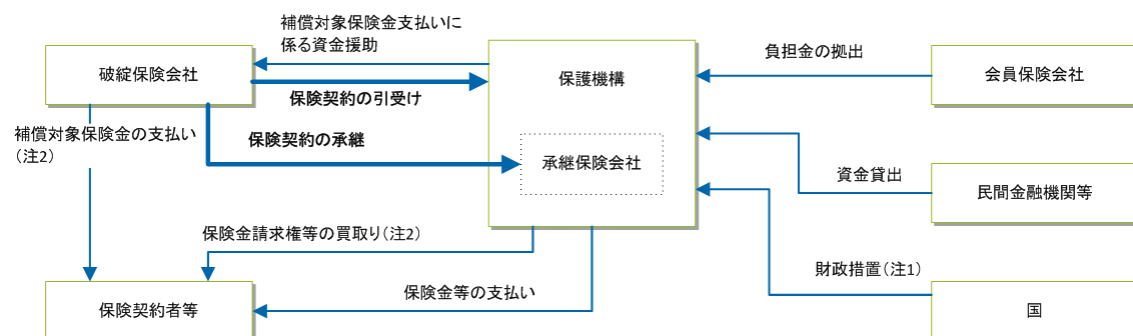 補償対象保険金支払いに
係る資金援助
破綻保険会社
保護機構
負担金の拠出
会員保険会社
保険契約の引受け
補償対象保険金の支払い
(注2)
保険契約の承継
承継保険会社
資金貸出
民間金融機関等
保険金請求権等の買取り(注2)
財政措置(注1)
保険金等の支払い
保険契約者等
国